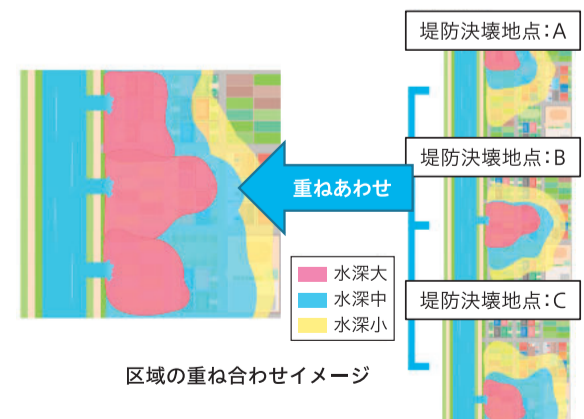 堤防決壊地点：A
堤防決壊地点：B
重ねあわせ
水深大
水深中
水深小
堤防決壊地点：C
区域の重ね合わせイメージ